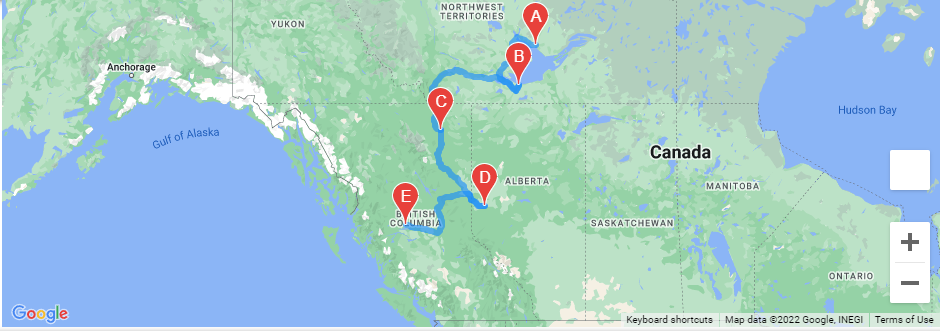 NORTHWEST
TERRITORIES
A
YUKON
B
Anchorage
C
Hudson Bay
Gulf of Alaska
Canada
D
ALBERTA
E
MANITOBA
BRITISH
COLUMBIA
SASKATCHEWAN
ONTARIO
Google
Keyboard shortcuts Map data ©2022 Google, INEGI Terms of Use